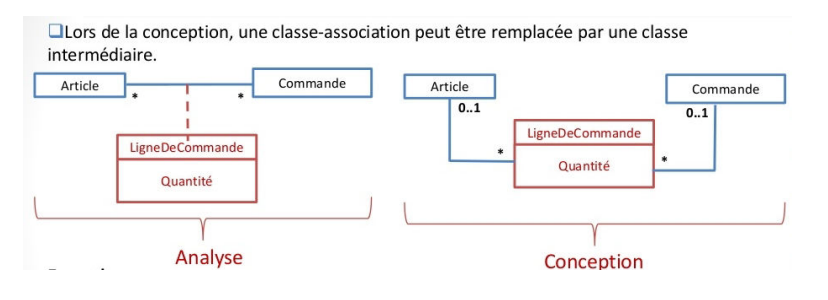 ❑Lors de la conception, une classe-association peut être remplacée par une classe
intermédiaire.
Article
*
*
Commande
LigneDeCommande
Quantité
Analyse
Article
0..1
*
LigneDeCommande
Quantité
*
Commande
0..1
Conception